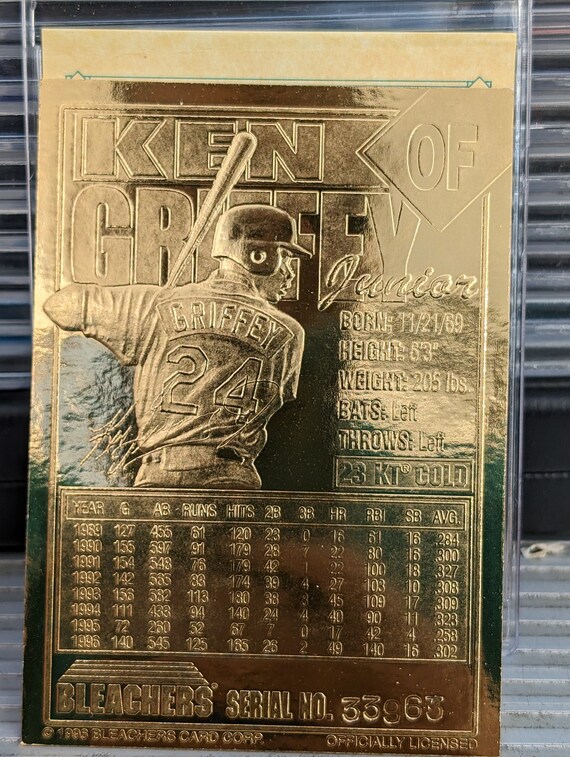 KEN
OF
GRIFFEY
Junior
GRIFFEY
24
BORN: 11/21/69
HEIGHT: 6'3"
WEIGHT: 205 lbs.
BATS: Left
THROWS: Left
23 KT® GOLD
YEAR G AB RUNS HITS 2B 3B HR RBI SB AVG.
1989 127 455 61 120 23 0 16 61 16 .264
1990 155 597 91 179 28 7 22 80 16 .300
1991 154 548 76 179 42 1 22 100 18 .327
1992 142 565 83 174 39 4 27 103 10 .308
1993 156 582 113 180 38 3 45 109 17 .309
1994 111 433 94 140 24 4 40 90 11 .323
1995 72 260 52 67 7 0 17 42 4 .258
1996 140 545 125 165 26 2 49 140 16 .302
BLEACHERS® SERIAL NO. 33963
© 1996 BLEACHERS CARD CORP. OFFICIALLY LICENSED